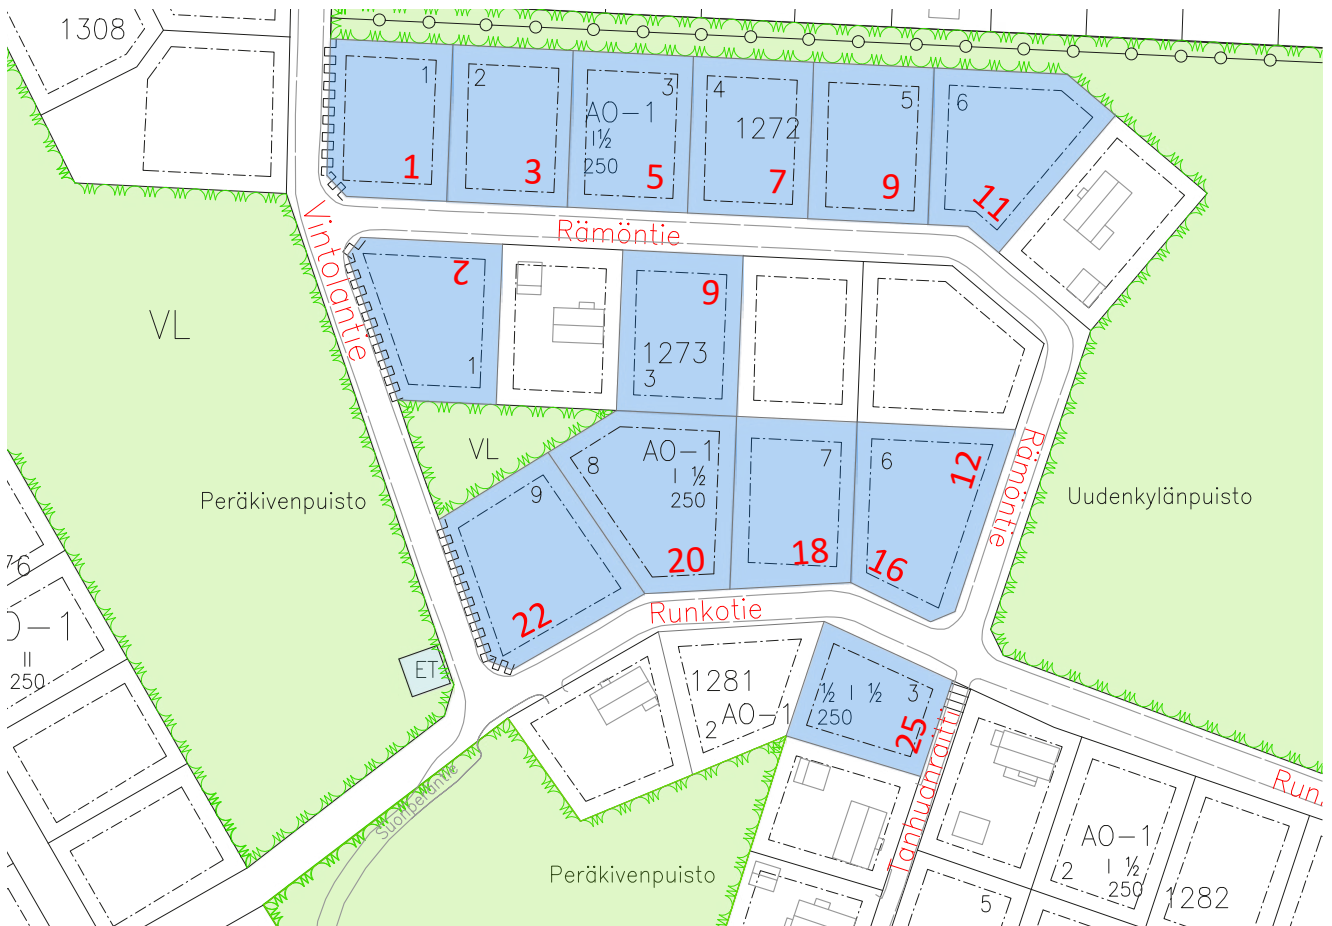 1308
1
2
3
4
5
6
AO-1
1½
250
1272
1
3
5
7
9
11
Vintolantie
Rämöntie
2
6
1273
3
1
VL
VL
Peräkivenpuisto
8
AO-1
I ½
250
7
6
12
Rämöntie
Uudenkylänpuisto
9
20
18
16
22
Runkotie
76
O-1
II
250
ET
1281
2
AO-1
½ I ½
250
3
25
Tanhuanraitti
Suoniperäntie
Run
Peräkivenpuisto
AO-1
I ½
250
2
5
1282